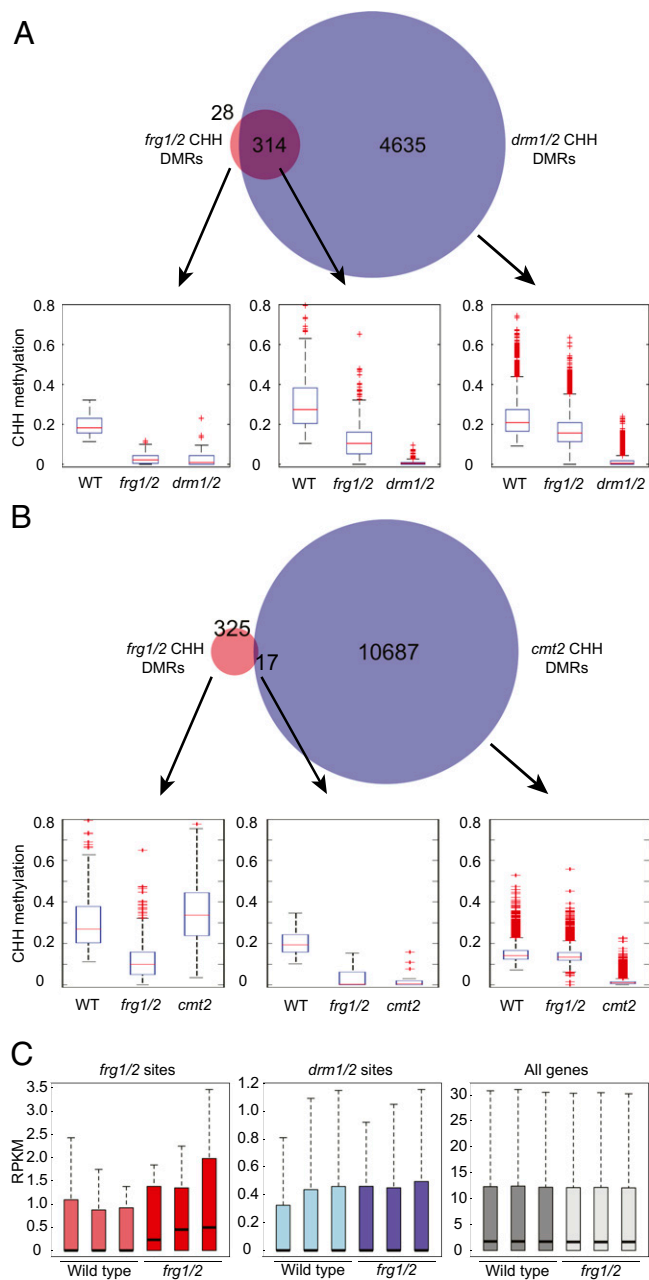 A
28
frg1/2 CHH
DMRs
314
4635
drm1/2 CHH
DMRs
CHH methylation
0.8
0.6
0.4
0.2
0
WT frg1/2 drm1/2
0.8
0.6
0.4
0.2
0
WT frg1/2 drm1/2
0.8
0.6
0.4
0.2
0
WT frg1/2 drm1/2
B
325
frg1/2 CHH
DMRs
17
10687
cmt2 CHH
DMRs
CHH methylation
0.8
0.6
0.4
0.2
0
WT frg1/2 cmt2
0.8
0.6
0.4
0.2
0
WT frg1/2 cmt2
0.8
0.6
0.4
0.2
0
WT frg1/2 cmt2
C
frg1/2 sites
RPKM
3.5
3.0
2.5
2.0
1.5
1.0
0.5
0
Wild type frg1/2
drm1/2 sites
1.2
1.0
0.8
0.6
0.4
0.2
0
Wild type frg1/2
All genes
30
25
20
15
10
5
0
Wild type frg1/2